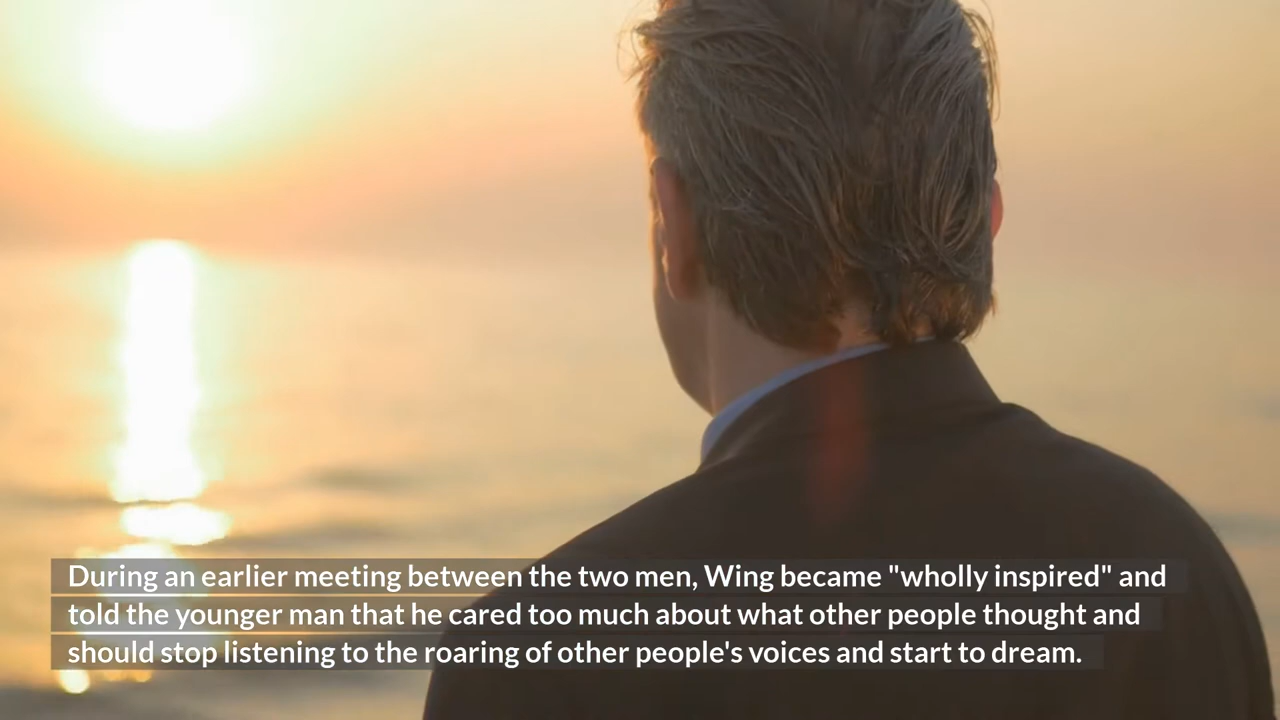 During an earlier meeting between the two men, Wing became "wholly inspired" and
told the younger man that he cared too much about what other people thought and
should stop listening to the roaring of other people's voices and start to dream.